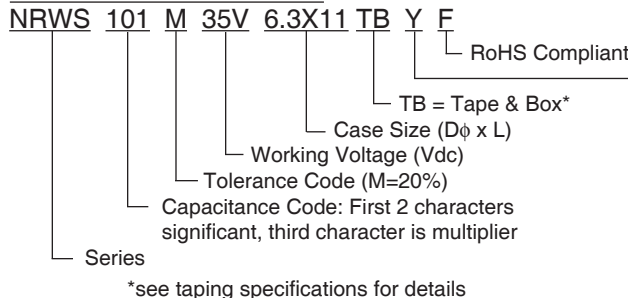 NRWS 101 M 35V 6.3X11 TB Y F
RoHS Compliant
TB = Tape & Box*
Case Size (Dϕ x L)
Working Voltage (Vdc)
Tolerance Code (M=20%)
Capacitance Code: First 2 characters
significant, third character is multiplier
Series
*see taping specifications for details